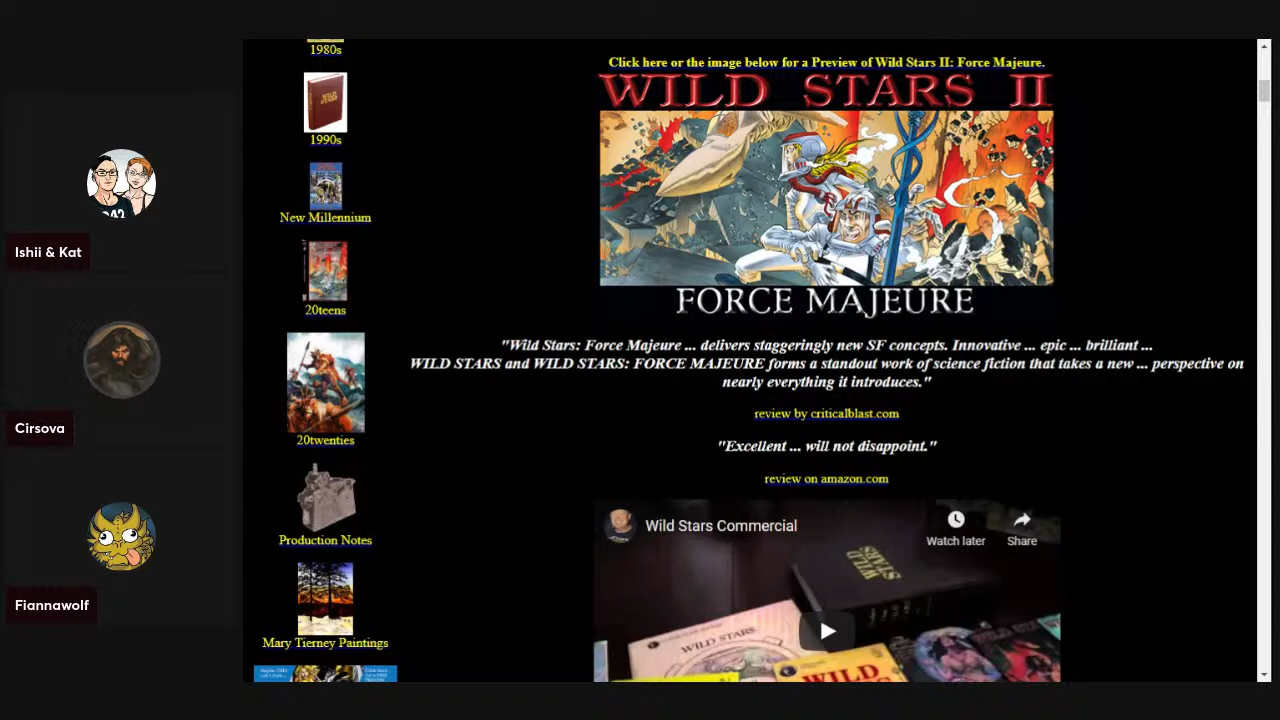 Ishii & Kat
Cirsova
Fiannawolf
1980s
1990s
New Millennium
20teens
20twenties
Production Notes
Mary Tierney Paintings
Click here or the image below for a Preview of Wild Stars II: Force Majeure.
WILD STARS II
FORCE MAJEURE
"Wild Stars: Force Majeure ... delivers staggeringly new SF concepts. Innovative ... epic ... brilliant ...
WILD STARS and WILD STARS: FORCE MAJEURE forms a standout work of science fiction that takes a new ... perspective on
nearly everything it introduces."
review by criticalblast.com
"Excellent ... will not disappoint."
review on amazon.com
Wild Stars Commercial
Watch later
Share
WILD
STARS
WILD STARS
WILD